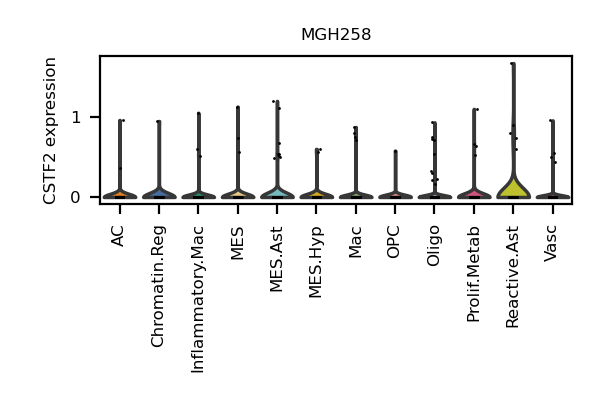 MGH258
CSTF2 expression
1
0
AC
Chromatin.Reg
Inflammatory.Mac
MES
MES.Ast
MES.Hyp
Mac
OPC
Oligo
Prolif.Metab
Reactive.Ast
Vasc